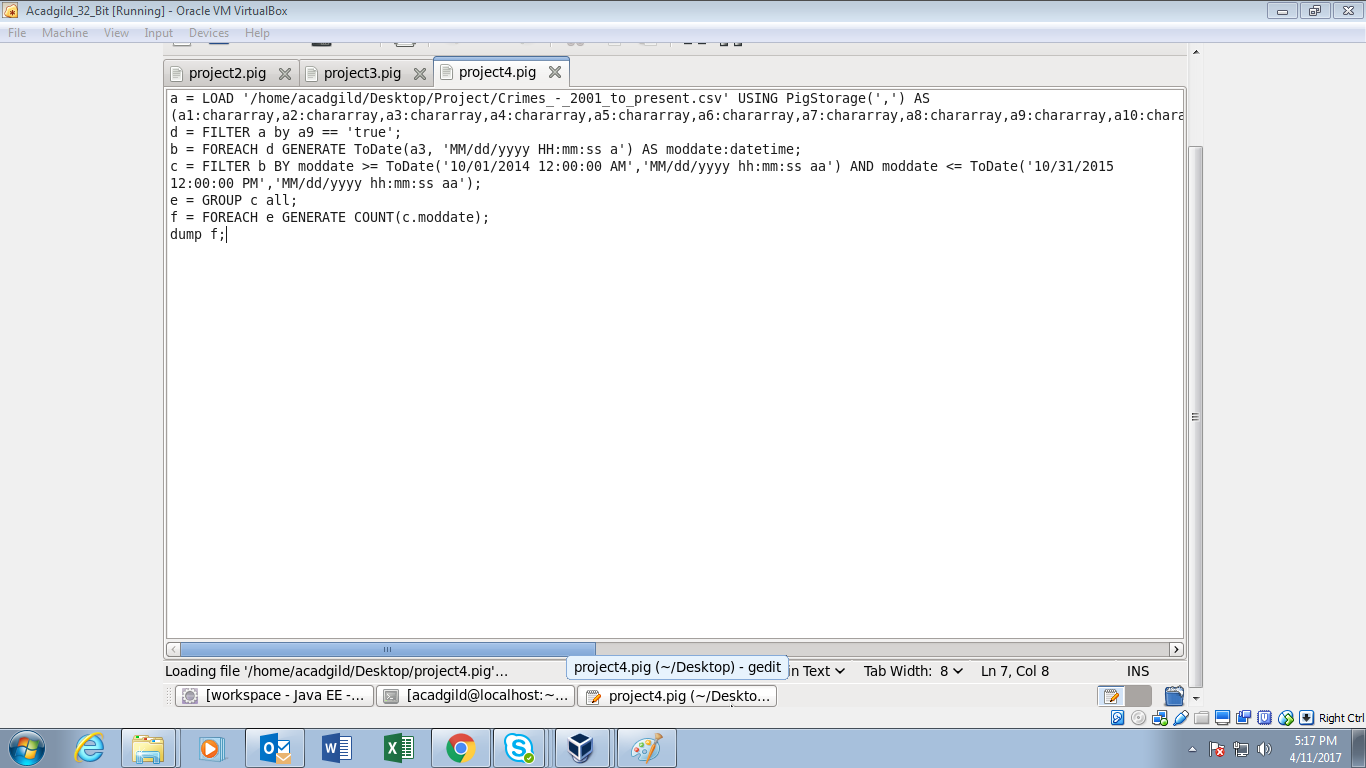 Acadgild_32_Bit [Running] - Oracle VM VirtualBox
File Machine View Input Devices Help
project2.pig project3.pig project4.pig
a = LOAD '/home/acadgild/Desktop/Project/Crimes_-_2001_to_present.csv' USING PigStorage(',') AS
(a1:chararray,a2:chararray,a3:chararray,a4:chararray,a5:chararray,a6:chararray,a7:chararray,a8:chararray,a9:chararray,a10:chara
d = FILTER a by a9 == 'true';
b = FOREACH d GENERATE ToDate(a3, 'MM/dd/yyyy HH:mm:ss a') AS moddate:datetime;
c = FILTER b BY moddate >= ToDate('10/01/2014 12:00:00 AM','MM/dd/yyyy hh:mm:ss aa') AND moddate <= ToDate('10/31/2015
12:00:00 PM','MM/dd/yyyy hh:mm:ss aa');
e = GROUP c all;
f = FOREACH e GENERATE COUNT(c.moddate);
dump f;
Loading file '/home/acadgild/Desktop/project4.pig'... project4.pig (~/Desktop) - gedit in Text Tab Width: 8 Ln 7, Col 8 INS
[workspace - Java EE -... [acadgild@localhost:~... project4.pig (~/Deskto...
Right Ctrl
5:17 PM
4/11/2017